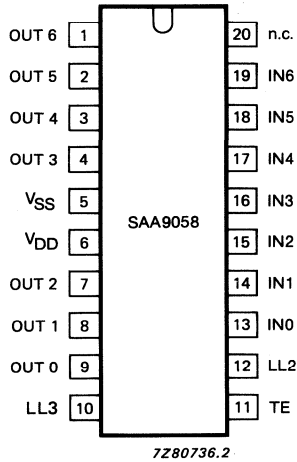 OUT 6 1 20 n.c.
OUT 5 2 19 IN6
OUT 4 3 18 IN5
OUT 3 4 17 IN4
VSS 5 16 IN3
SAA9058
VDD 6 15 IN2
OUT 2 7 14 IN1
OUT 1 8 13 IN0
OUT 0 9 12 LL2
LL3 10 11 TE
7Z80736.2